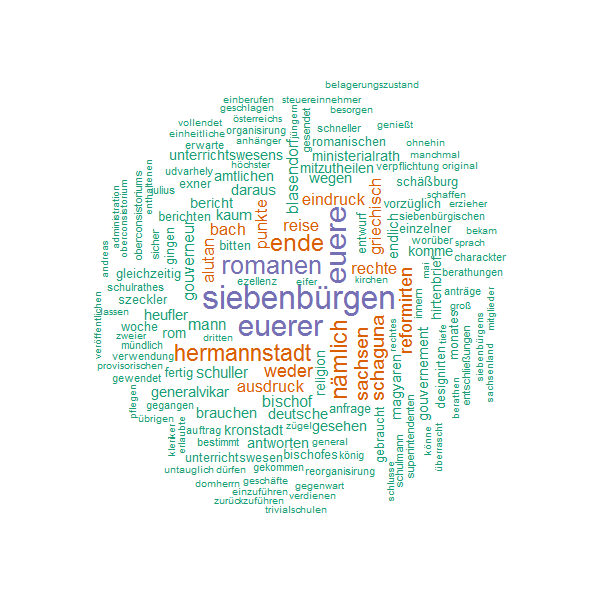 belagerungszustand
einberufen
steuereinnehmer
geschlagen
besorgen
vollendet
österreichs
jüngern
gesendet
genießt
einheitliche
organisirung
schneller
erwarte
anhänger
romanischen
ohnehin
unterrichtswesens
blasendorf
ministerialrath
manchmal
höchster
mitzutheilen
verpflichtung
original
udvarhely
amtlichen
wegen
exner
daraus
schäßburg
schaffen
julius
bericht
eindruck
griechisch
vorzüglich
erzieher
enthaltenen
berichten
kaum
punkte
reise
entwurf
siebenbürgischen
administration
oberconsistorium
oberconsistoriums
bach
euere
endlich
einzelner
bekam
sicher
gingen
gouverneur
alutan
bitten
ende
worüber
sprach
komme
andreas
gleichzeitig
romanen
rechte
hirtenbrief
mai
charackter
ezellenz
eifer
kirchen
berathungen
schulrathes
siebenbürgen
reformirten
innern
anträge
lassen
szeckler
groß
mitglieder
heufler
euerer
nämlich
sachsen
schaguna
monates
veröffentlichen
woche
mann
dritten
rechtes
tiefe
siebenbürgens
zweier
rom
hermannstadt
gouvernement
sachsenland
mündlich
verwendung
provisorischen
fertig
schuller
weder
religion
magyaren
designirten
entschließungen
gewendet
ausdruck
berathen
generalvikar
bischof
pflegen
gegangen
brauchen
deutsche
anfrage
superintendenten
übrigen
zügel
gesehen
gebraucht
auftrag
kronstadt
kleriker
erlaubte
bestimmt
antworten
general
schulmann
könne
überrascht
unterrichtswesen
bischofes
könig
untauglich
dürfen
gekommen
reorganisirung
schlusse
domherrn
geschäfte
gegenwart
einzuführen
verdienen
zurückzuführen
trivialschulen